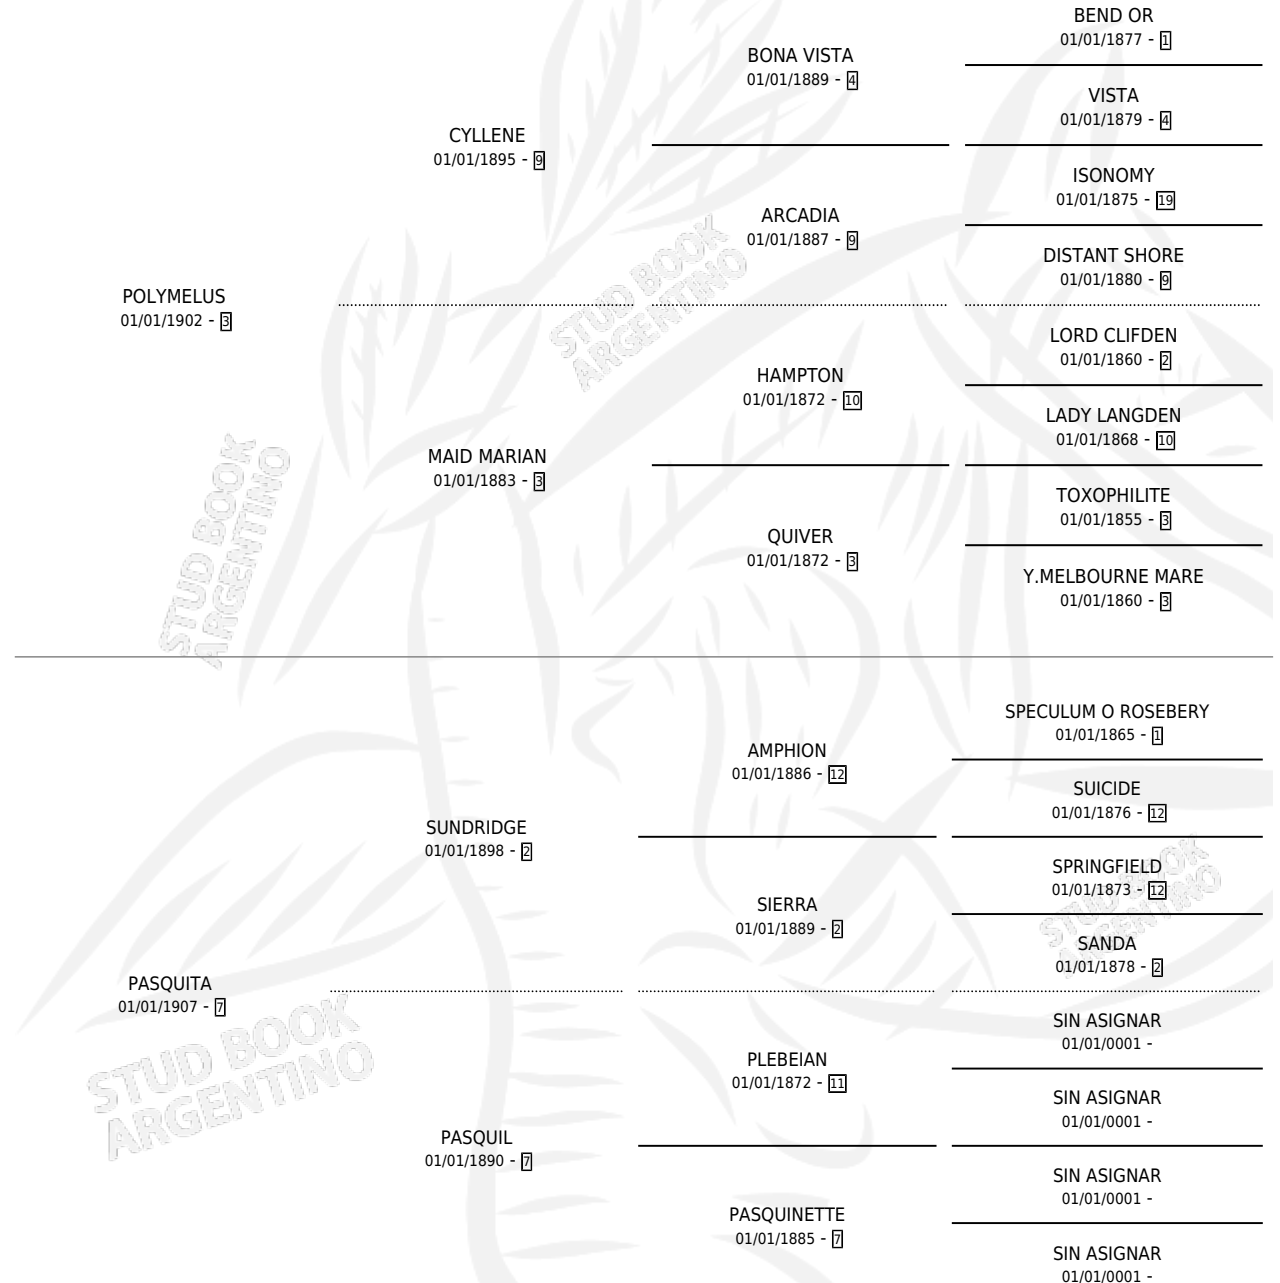 BEND OR
01/01/1877 - 1
BONA VISTA
01/01/1889 - 4
VISTA
01/01/1879 - 4
CYLLENE
01/01/1895 - 9
ISONOMY
01/01/1875 - 19
ARCADIA
01/01/1887 - 9
DISTANT SHORE
01/01/1880 - 9
POLYMELUS
01/01/1902 - 3
LORD CLIFDEN
01/01/1860 - 2
HAMPTON
01/01/1872 - 10
LADY LANGDEN
01/01/1868 - 10
MAID MARIAN
01/01/1883 - 3
TOXOPHILITE
01/01/1855 - 3
QUIVER
01/01/1872 - 3
Y.MELBOURNE MARE
01/01/1860 - 3
STUD BOOK
ARGENTINO
STUD BOOK
ARGENTINO
SPECULUM O ROSEBERY
01/01/1865 - 1
AMPHION
01/01/1886 - 12
SUICIDE
01/01/1876 - 12
SUNDRIDGE
01/01/1898 - 2
SPRINGFIELD
01/01/1873 - 12
SIERRA
01/01/1889 - 2
SANDA
01/01/1878 - 2
STUD BOOK
ARGENTINO
PASQUITA
01/01/1907 - 7
SIN ASIGNAR
01/01/0001 -
PLEBEIAN
01/01/1872 - 11
SIN ASIGNAR
01/01/0001 -
PASQUIL
01/01/1890 - 7
SIN ASIGNAR
01/01/0001 -
PASQUINETTE
01/01/1885 - 7
SIN ASIGNAR
01/01/0001 -
STUD BOOK
ARGENTINO